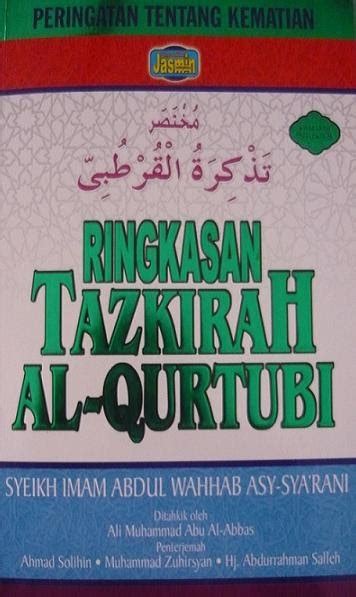 PERINGATAN TENTANG KEMATIAN
Jasmin
مُخْتَصَر
تَذْكِرَةُ الْقُرْطُبِيّ
RINGKASAN
TAZKIRAH
AL-QURTUBI
SYEIKH IMAM ABDUL WAHHAB ASY-SYA'RANI
Ditahkik oleh
Ali Muhammad Abu Al-Abbas
Penterjemah
Ahmad Solihin • Muhammad Zuhirsyan • Hj. Abdurrahman Salleh